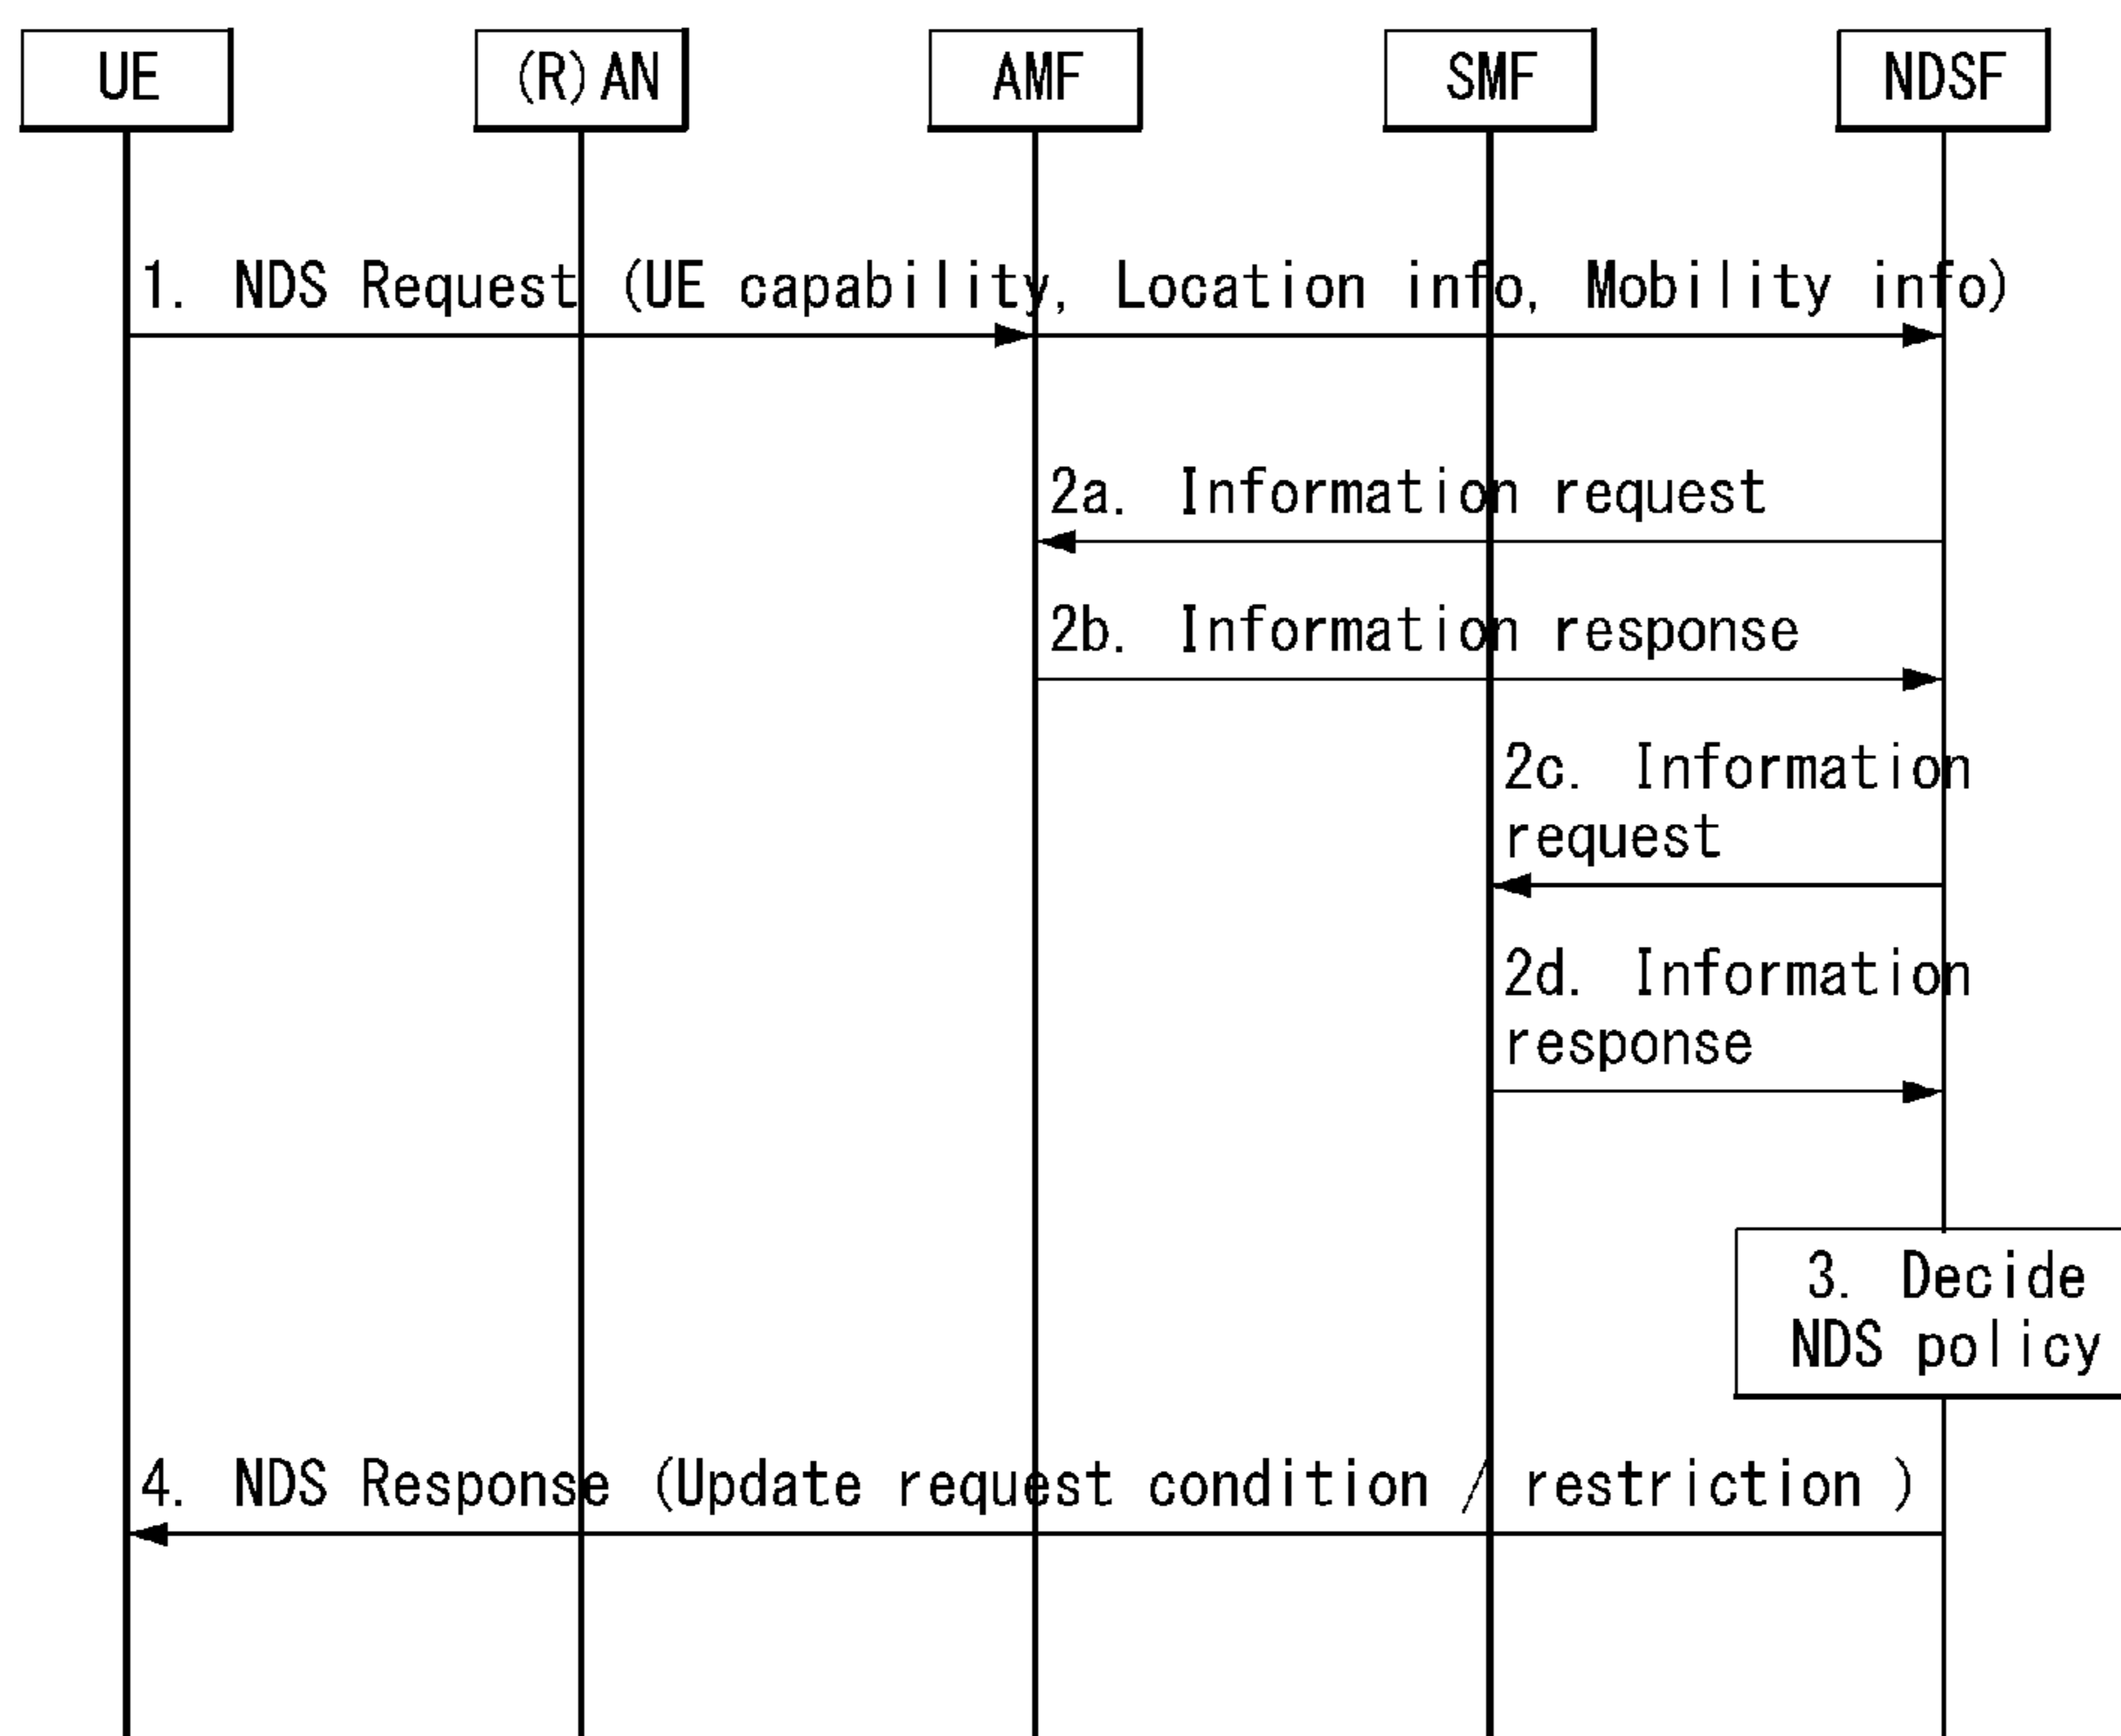 UE
(R)AN
AMF
SMF
NDSF
1. NDS Request (UE capability, Location info, Mobility info)
2a. Information request
2b. Information response
2c. Information
request
2d. Information
response
3. Decide
NDS policy
4. NDS Response (Update request condition / restriction )